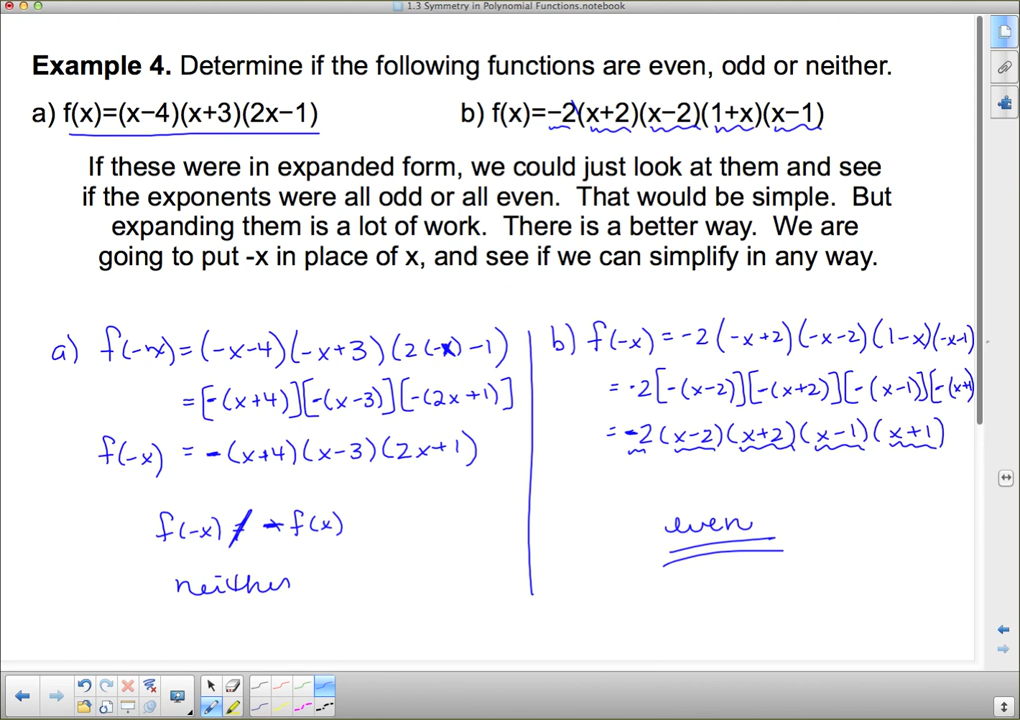 1.3 Symmetry in Polynomial Functions.notebook
Example 4. Determine if the following functions are even, odd or neither.
a) f(x)=(x−4)(x+3)(2x−1)
b) f(x)=−2(x+2)(x−2)(1+x)(x−1)
If these were in expanded form, we could just look at them and see
if the exponents were all odd or all even. That would be simple. But
expanding them is a lot of work. There is a better way. We are
going to put -x in place of x, and see if we can simplify in any way.
a) f(-x) = (-x-4)(-x+3)(2(-x)-1)
= [-(x+4)][-(x-3)][-(2x+1)]
f(-x) = -(x+4)(x-3)(2x+1)
f(-x) ≠ -f(x)
neither
b) f(-x) = -2(-x+2)(-x-2)(1-x)(-x-1)
= -2[-(x-2)][-(x+2)][-(x-1)][-(x+1)
= -2(x-2)(x+2)(x-1)(x+1)
even